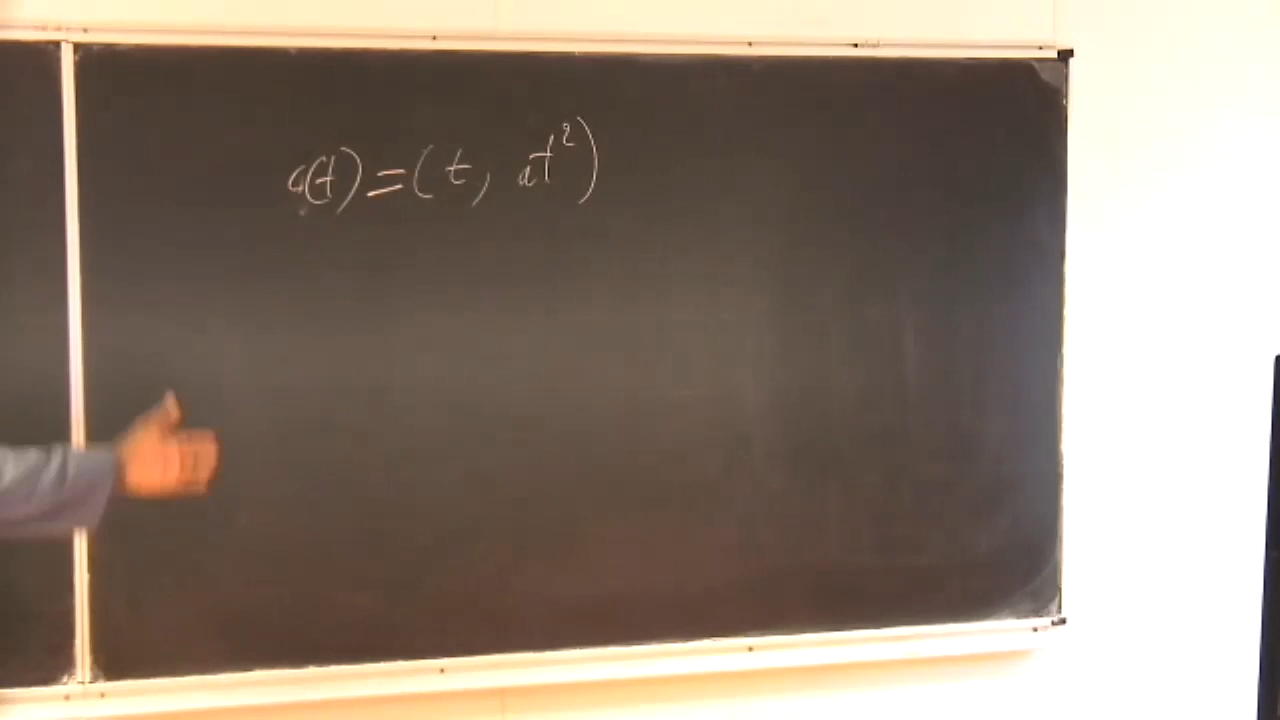 c(t) = (t, at²)